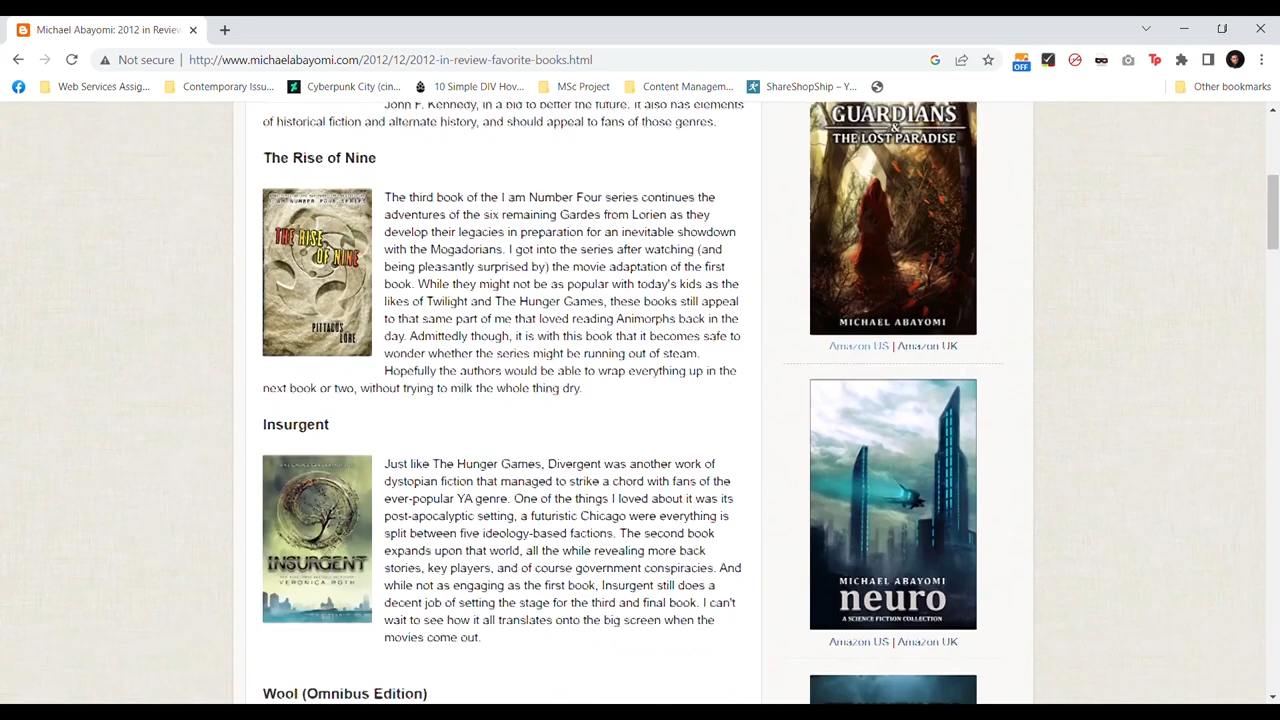 Michael Abayomi: 2012 in Review
Not secure
http://www.michaelabayomi.com/2012/12/2012-in-review-favorite-books.html
OFF
Web Services Assig...
Contemporary Issue...
Cyberpunk City (cin...
10 Simple DIV Hov...
MSc Project
Content Managem...
ShareShopShip – Y...
Other bookmarks
John F. Kennedy, in a bid to better the future. It also has elements
of historical fiction and alternate history, and should appeal to fans of those genres.
The Rise of Nine
THE RISE
OF NINE
PITTACUS
LORE
The third book of the I am Number Four series continues the
adventures of the six remaining Gardes from Lorien as they
develop their legacies in preparation for an inevitable showdown
with the Mogadorians. I got into the series after watching (and
being pleasantly surprised by) the movie adaptation of the first
book. While they might not be as popular with today's kids as the
likes of Twilight and The Hunger Games, these books still appeal
to that same part of me that loved reading Animorphs back in the
day. Admittedly though, it is with this book that it becomes safe to
wonder whether the series might be running out of steam.
Hopefully the authors would be able to wrap everything up in the
next book or two, without trying to milk the whole thing dry.
Insurgent
INSURGENT
VERONICA ROTH
Just like The Hunger Games, Divergent was another work of
dystopian fiction that managed to strike a chord with fans of the
ever-popular YA genre. One of the things I loved about it was its
post-apocalyptic setting, a futuristic Chicago were everything is
split between five ideology-based factions. The second book
expands upon that world, all the while revealing more back
stories, key players, and of course government conspiracies. And
while not as engaging as the first book, Insurgent still does a
decent job of setting the stage for the third and final book. I can't
wait to see how it all translates onto the big screen when the
movies come out.
Wool (Omnibus Edition)
GUARDIANS
&
THE LOST PARADISE
MICHAEL ABAYOMI
Amazon US | Amazon UK
MICHAEL ABAYOMI
neuro
A SCIENCE FICTION COLLECTION
Amazon US | Amazon UK